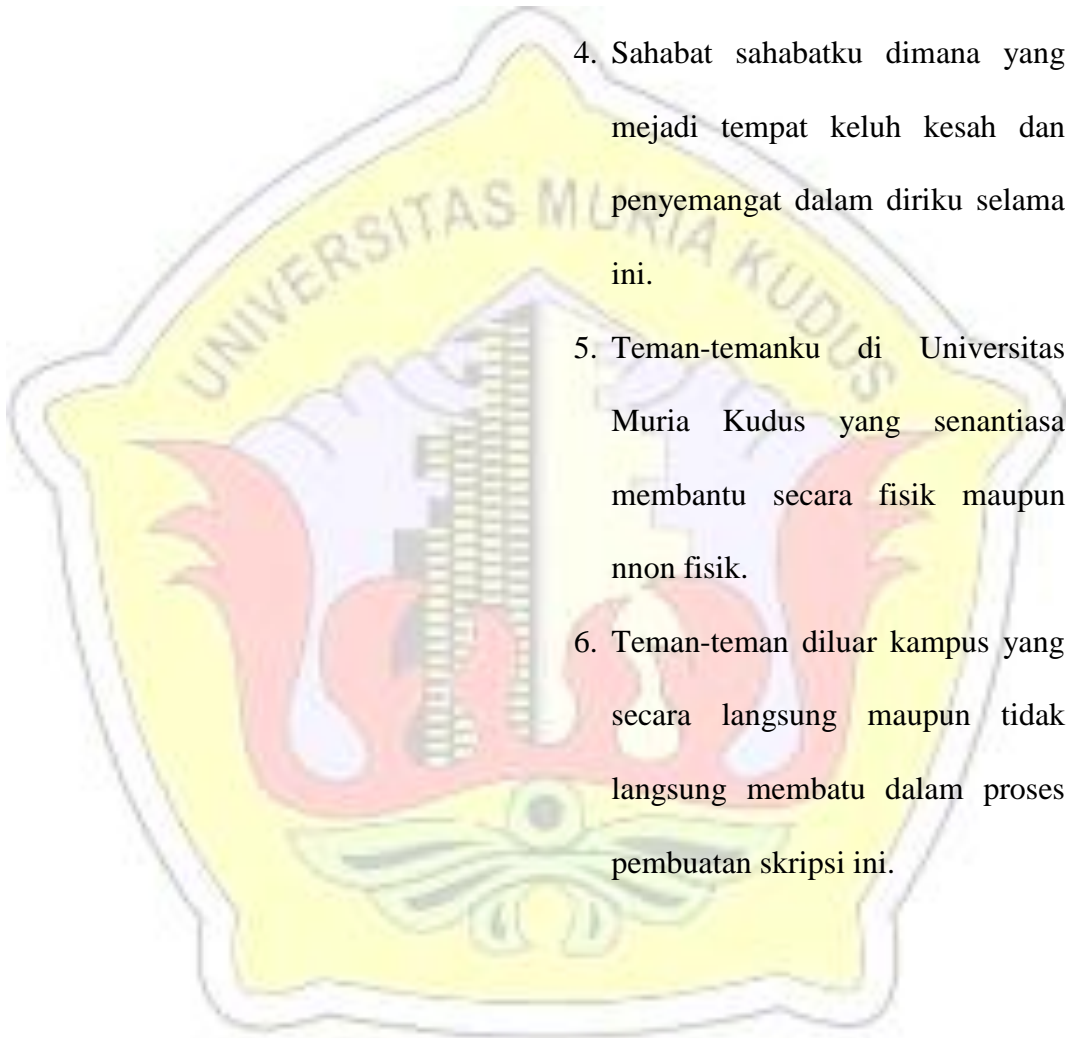 UNIVERSITAS MURIA KUDUS
4. Sahabat sahabatku dimana yang
mejadi tempat keluh kesah dan
penyemangat dalam diriku selama
ini.
5. Teman-temanku di Universitas
Muria Kudus yang senantiasa
membantu secara fisik maupun
nnon fisik.
6. Teman-teman diluar kampus yang
secara langsung maupun tidak
langsung membatu dalam proses
pembuatan skripsi ini.